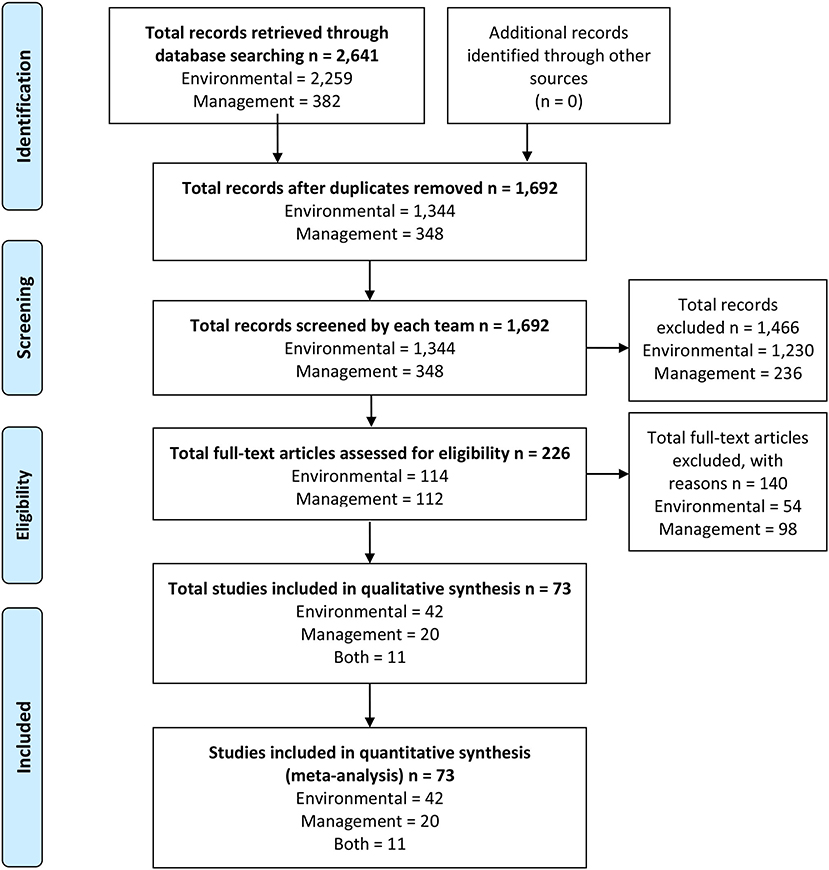 Identification
Total records retrieved through
database searching n = 2,641
Environmental = 2,259
Management = 382
Additional records
identified through other
sources
(n = 0)
Total records after duplicates removed n = 1,692
Environmental = 1,344
Management = 348
Screening
Total records screened by each team n = 1,692
Environmental = 1,344
Management = 348
Total records
excluded n = 1,466
Environmental = 1,230
Management = 236
Eligibility
Total full-text articles assessed for eligibility n = 226
Environmental = 114
Management = 112
Total full-text articles
excluded, with
reasons n = 140
Environmental = 54
Management = 98
Total studies included in qualitative synthesis n = 73
Environmental = 42
Management = 20
Both = 11
Included
Studies included in quantitative synthesis
(meta-analysis) n = 73
Environmental = 42
Management = 20
Both = 11